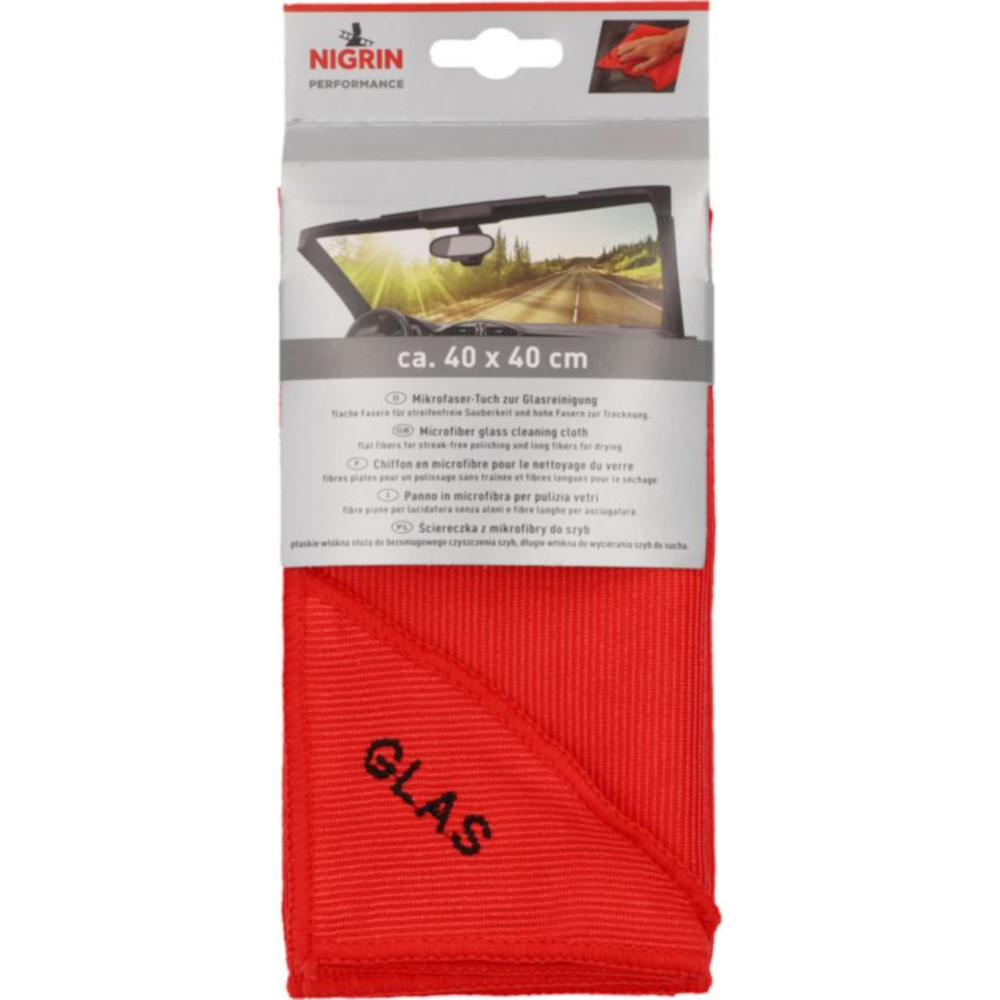 NIGRIN
PERFORMANCE
ca. 40 x 40 cm
D Mikrofaser-Tuch zur Glasreinigung
flache Fasern für streifenfreie Sauberkeit und hohe Fasern zur Trocknung.
GB Microfiber glass cleaning cloth
flat fibers for streak-free polishing and long fibers for drying.
F Chiffon en microfibre pour le nettoyage du verre
fibres plates pour un polissage sans traînée et fibres longues pour le séchage.
I Panno in microfibra per pulizia vetri
fibre piane per lucidatura senza aloni e fibre lunghe per asciugatura.
PL Ściereczka z mikrofibry do szyb
płaskie włókna służą do bezsmugowego czyszczenia szyb, długie włókna do wycierania szyb do sucha.
GLAS